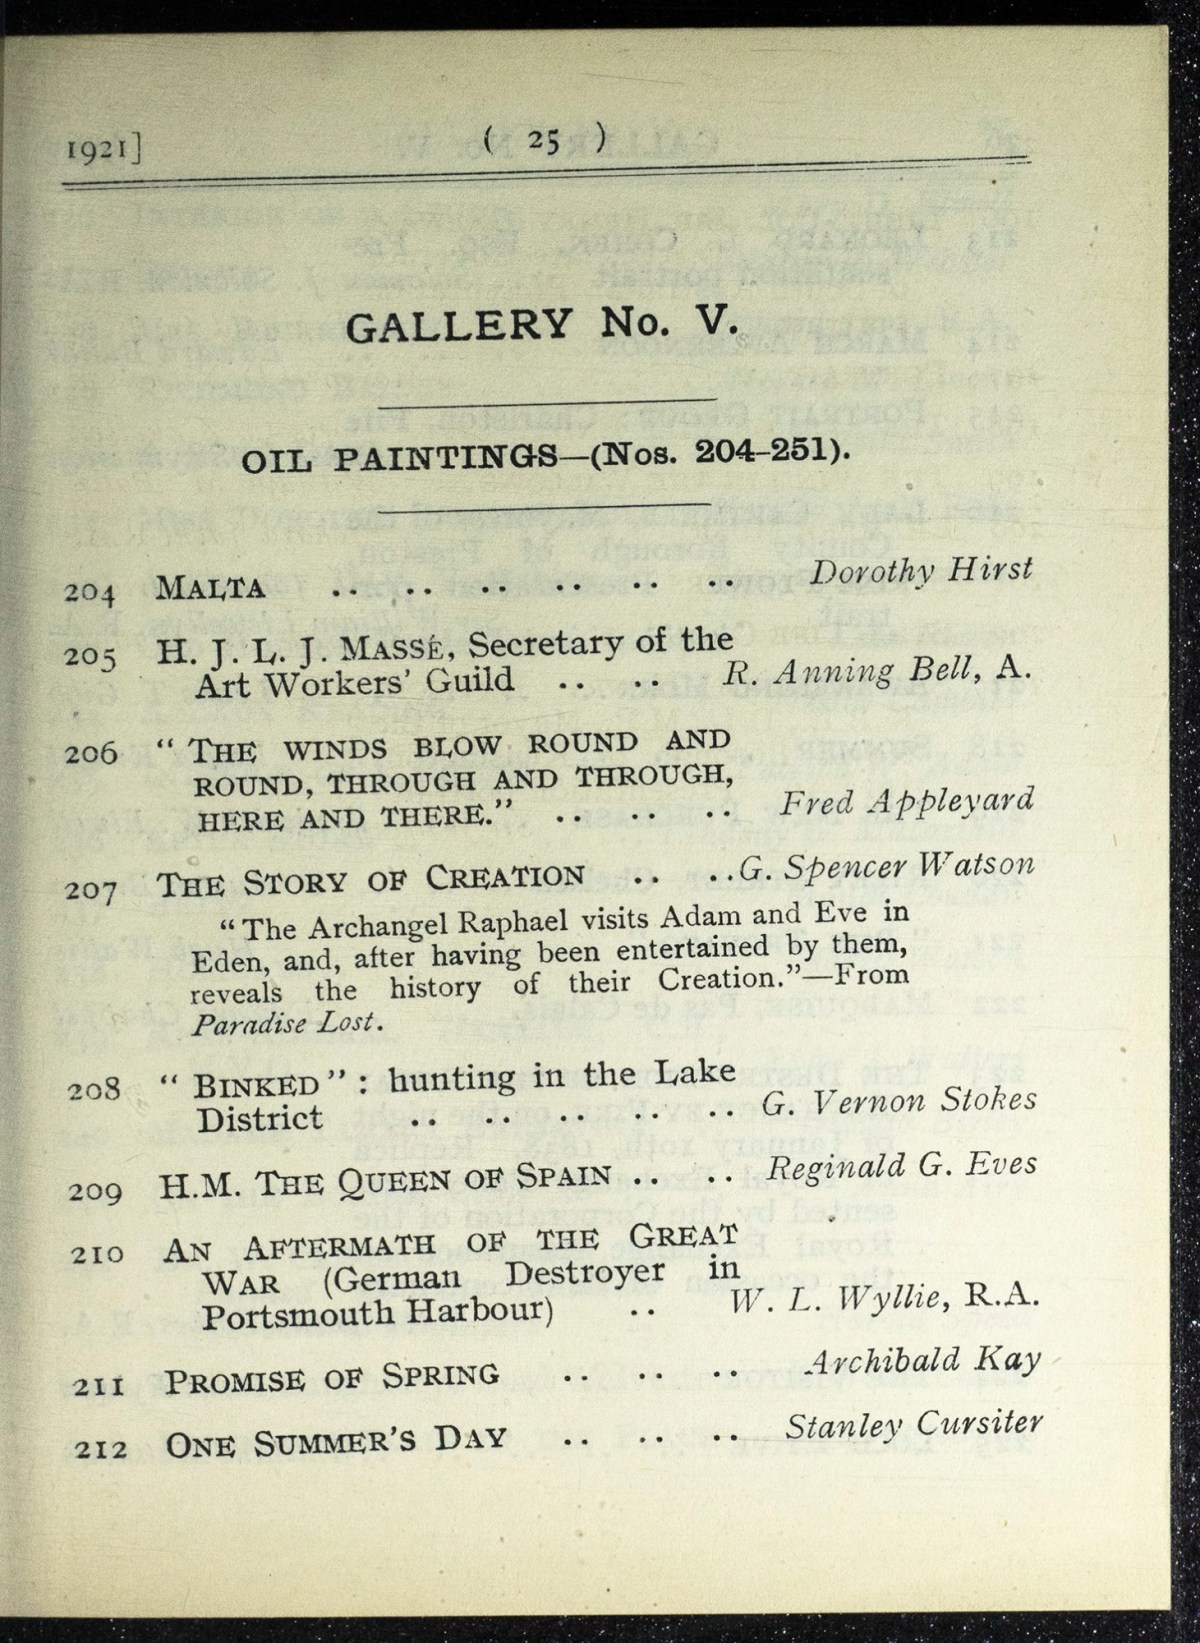 1921] ( 25 )
GALLERY No. V.
OIL PAINTINGS—(Nos. 204-251).
204 MALTA .. .. .. .. .. .. Dorothy Hirst
205 H. J. L. J. MASSÉ, Secretary of the
Art Workers' Guild .. .. R. Anning Bell, A.
206 “ THE WINDS BLOW ROUND AND
ROUND, THROUGH AND THROUGH,
HERE AND THERE.” .. .. .. Fred Appleyard
207 THE STORY OF CREATION .. ..G. Spencer Watson
“The Archangel Raphael visits Adam and Eve in
Eden, and, after having been entertained by them,
reveals the history of their Creation.”—From
Paradise Lost.
208 “ BINKED ” : hunting in the Lake
District .. .. .. .. .. G. Vernon Stokes
209 H.M. THE QUEEN OF SPAIN .. .. Reginald G. Eves
210 AN AFTERMATH OF THE GREAT
WAR (German Destroyer in
Portsmouth Harbour) .. W. L. Wyllie, R.A.
211 PROMISE OF SPRING .. .. .. Archibald Kay
212 ONE SUMMER'S DAY .. .. .. Stanley Cursiter